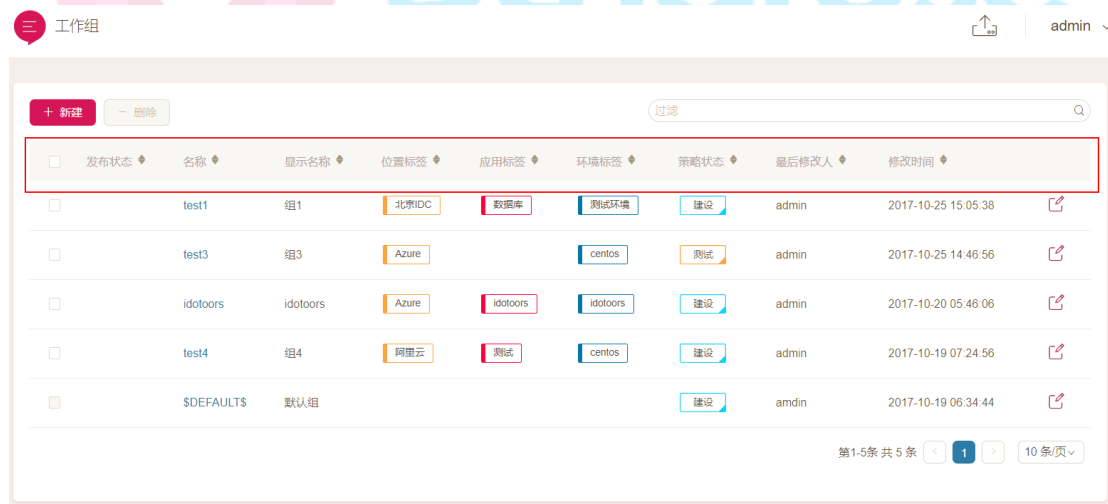 工作组
admin
+ 新建 − 删除 过滤
发布状态 名称 显示名称 位置标签 应用标签 环境标签 策略状态 最后修改人 修改时间
test1 组1 北京IDC 数据库 测试环境 建设 admin 2017-10-25 15:05:38
test3 组3 Azure centos 测试 admin 2017-10-25 14:46:56
idotoors idotoors Azure idotoors idotoors 建设 admin 2017-10-20 05:46:06
test4 组4 阿里云 测试 centos 建设 admin 2017-10-19 07:24:56
$DEFAULT$ 默认组 建设 amdin 2017-10-19 06:34:44
第1-5条 共 5 条 < 1 > 10 条/页